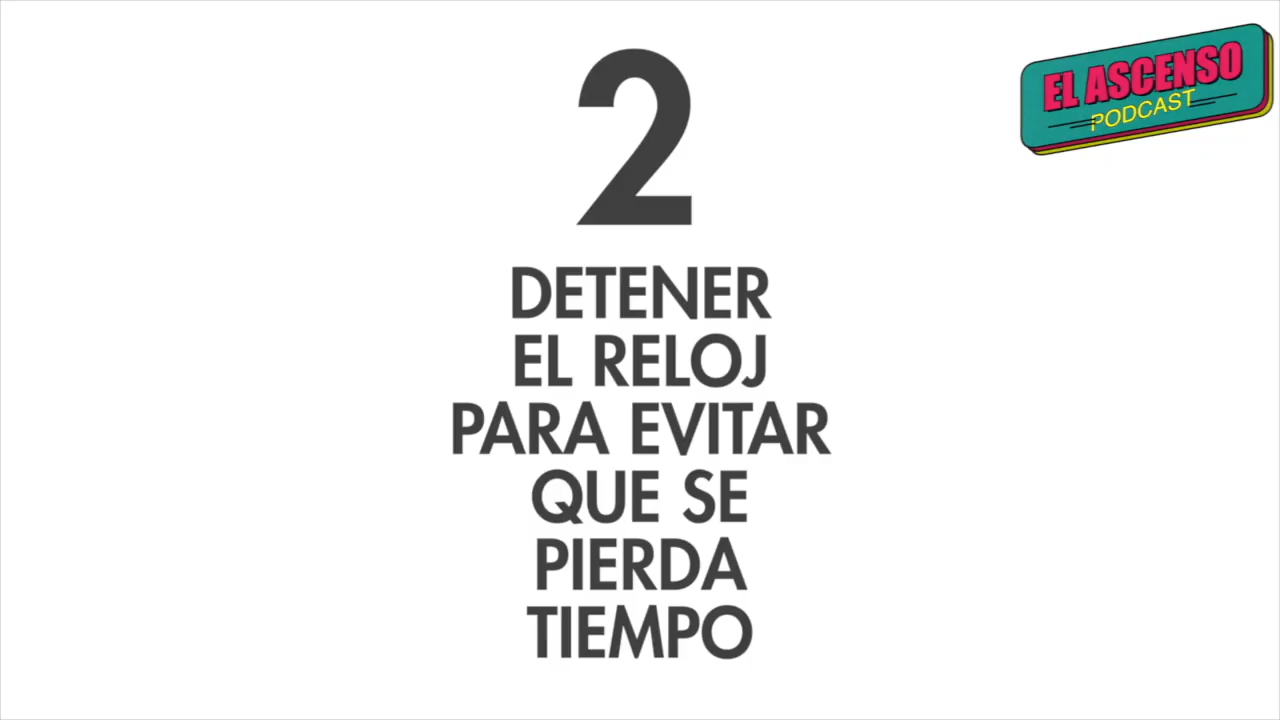 2
EL ASCENSO
PODCAST
DETENER
EL RELOJ
PARA EVITAR
QUE SE
PIERDA
TIEMPO